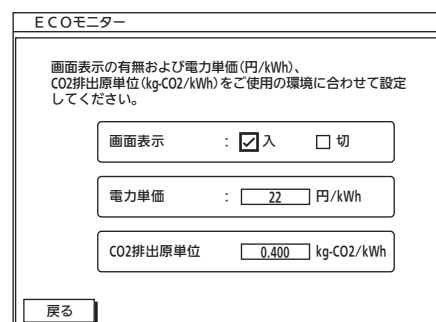 ECOモニター
画面表示の有無および電力単価(円/kWh)、
CO2排出原単位(kg-CO2/kWh)をご使用の環境に合わせて設定
してください。
画面表示 : ☑入 □切
電力単価 : 22 円/kWh
CO2排出原単位 0.400 kg-CO2/kWh
戻る